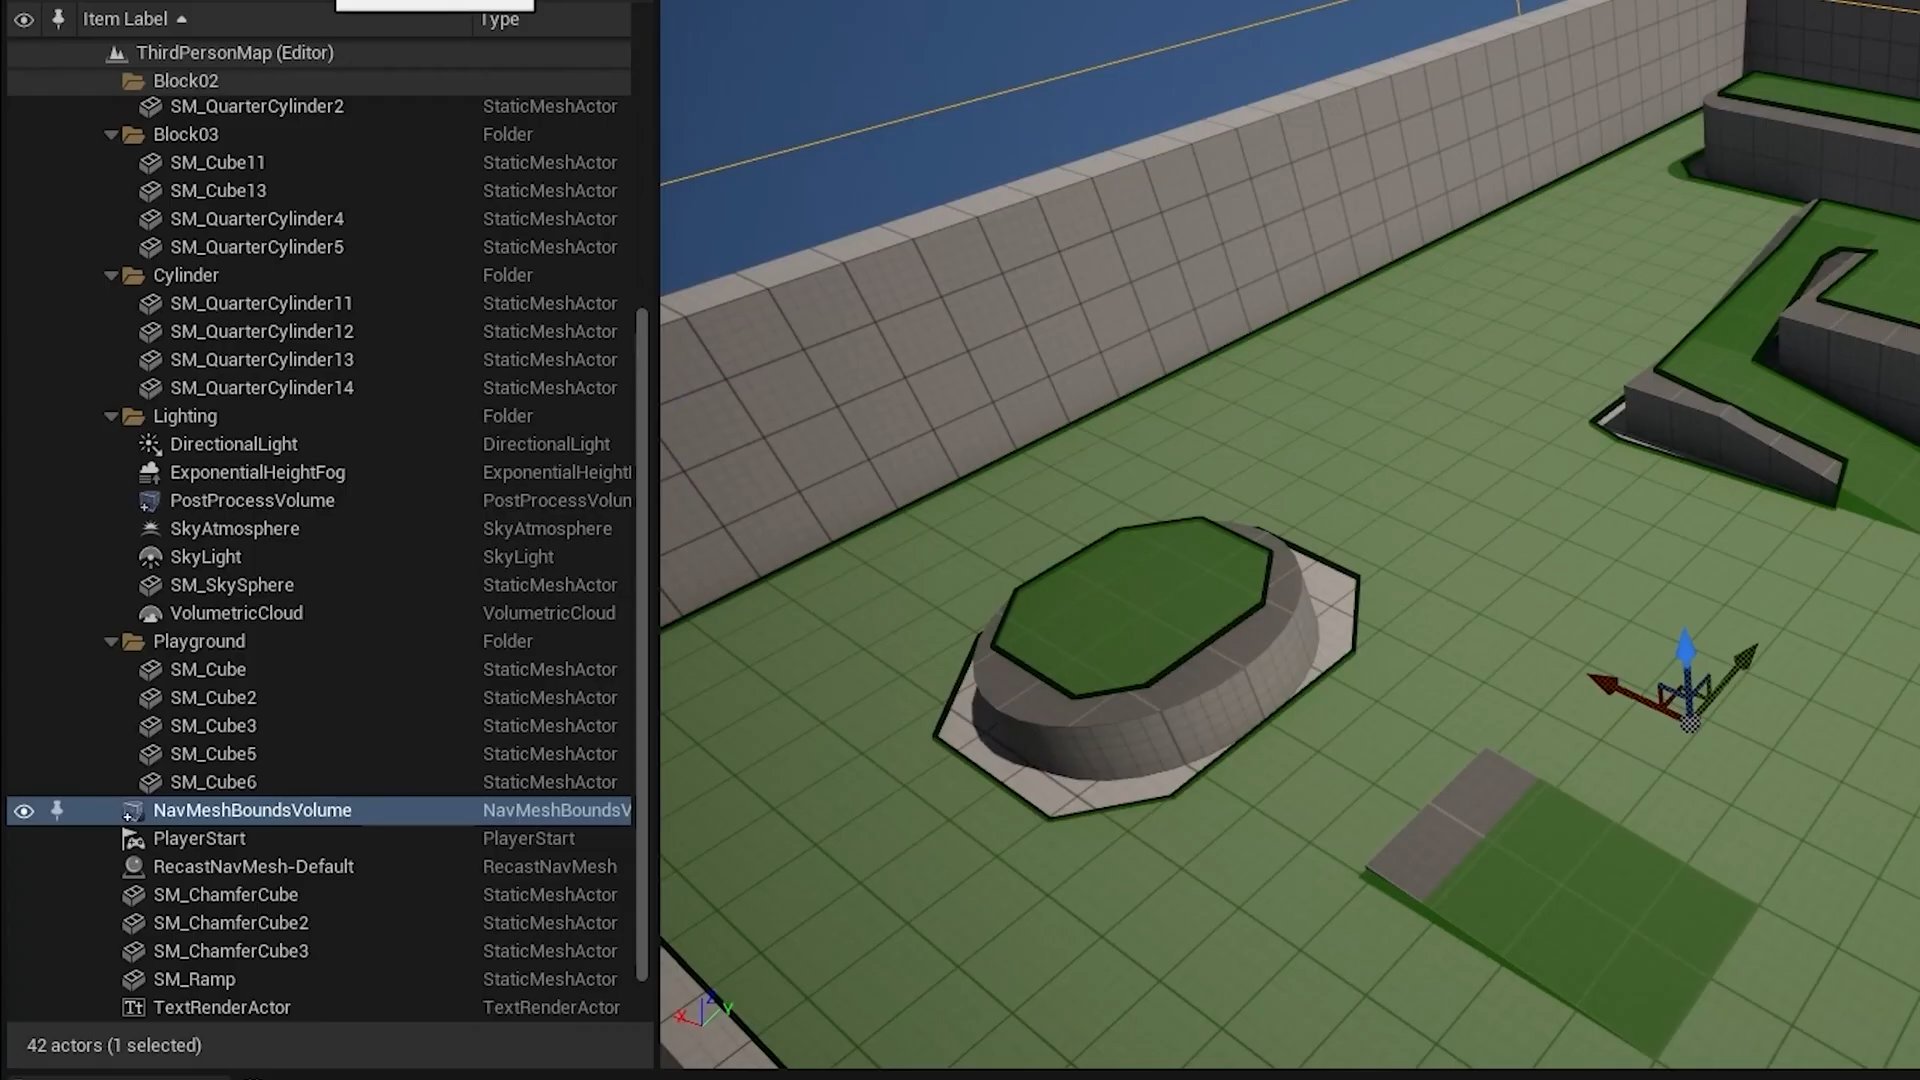 Item Label Type
ThirdPersonMap (Editor)
Block02
SM_QuarterCylinder2 StaticMeshActor
Block03 Folder
SM_Cube11 StaticMeshActor
SM_Cube13 StaticMeshActor
SM_QuarterCylinder4 StaticMeshActor
SM_QuarterCylinder5 StaticMeshActor
Cylinder Folder
SM_QuarterCylinder11 StaticMeshActor
SM_QuarterCylinder12 StaticMeshActor
SM_QuarterCylinder13 StaticMeshActor
SM_QuarterCylinder14 StaticMeshActor
Lighting Folder
DirectionalLight DirectionalLight
ExponentialHeightFog ExponentialHeightF
PostProcessVolume PostProcessVolum
SkyAtmosphere SkyAtmosphere
SkyLight SkyLight
SM_SkySphere StaticMeshActor
VolumetricCloud VolumetricCloud
Playground Folder
SM_Cube StaticMeshActor
SM_Cube2 StaticMeshActor
SM_Cube3 StaticMeshActor
SM_Cube5 StaticMeshActor
SM_Cube6 StaticMeshActor
NavMeshBoundsVolume NavMeshBoundsV
PlayerStart PlayerStart
RecastNavMesh-Default RecastNavMesh
SM_ChamferCube StaticMeshActor
SM_ChamferCube2 StaticMeshActor
SM_ChamferCube3 StaticMeshActor
SM_Ramp StaticMeshActor
Tt TextRenderActor TextRenderActor
42 actors (1 selected)
X Z Y